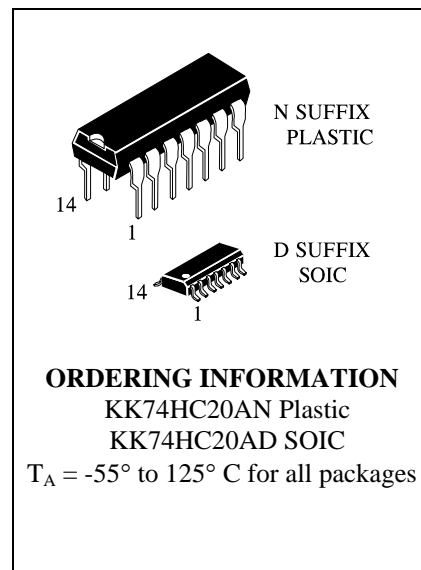 N SUFFIX
PLASTIC
14
1
D SUFFIX
SOIC
14
1
ORDERING INFORMATION
KK74HC20AN Plastic
KK74HC20AD SOIC
T_A = -55° to 125° C for all packages